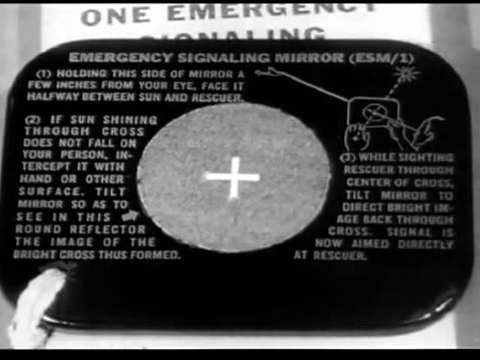 ONE EMERGENCY
SIGNALING
EMERGENCY SIGNALING MIRROR (ESM/1)
(1) HOLDING THIS SIDE OF MIRROR A
FEW INCHES FROM YOUR EYE, FACE IT
HALFWAY BETWEEN SUN AND RESCUER.
(2) IF SUN SHINING
THROUGH CROSS
DOES NOT FALL ON
YOUR PERSON, IN-
TERCEPT IT WITH
HAND OR OTHER
SURFACE. TILT
MIRROR SO AS TO
SEE IN THIS
ROUND REFLECTOR
THE IMAGE OF THE
BRIGHT CROSS THUS FORMED.
(3) WHILE SIGHTING
RESCUER THROUGH
CENTER OF CROSS,
TILT MIRROR TO
DIRECT BRIGHT IM-
AGE BACK THROUGH
CROSS. SIGNAL IS
NOW AIMED DIRECTLY
AT RESCUER.